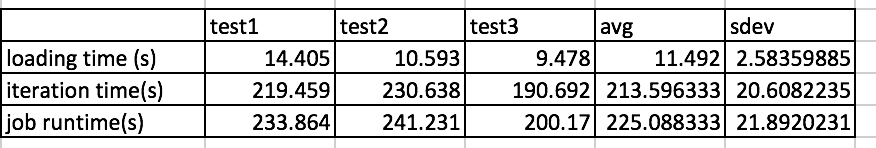 test1 test2 test3 avg sdev
loading time (s) 14.405 10.593 9.478 11.492 2.58359885
iteration time(s) 219.459 230.638 190.692 213.596333 20.6082235
job runtime(s) 233.864 241.231 200.17 225.088333 21.8920231